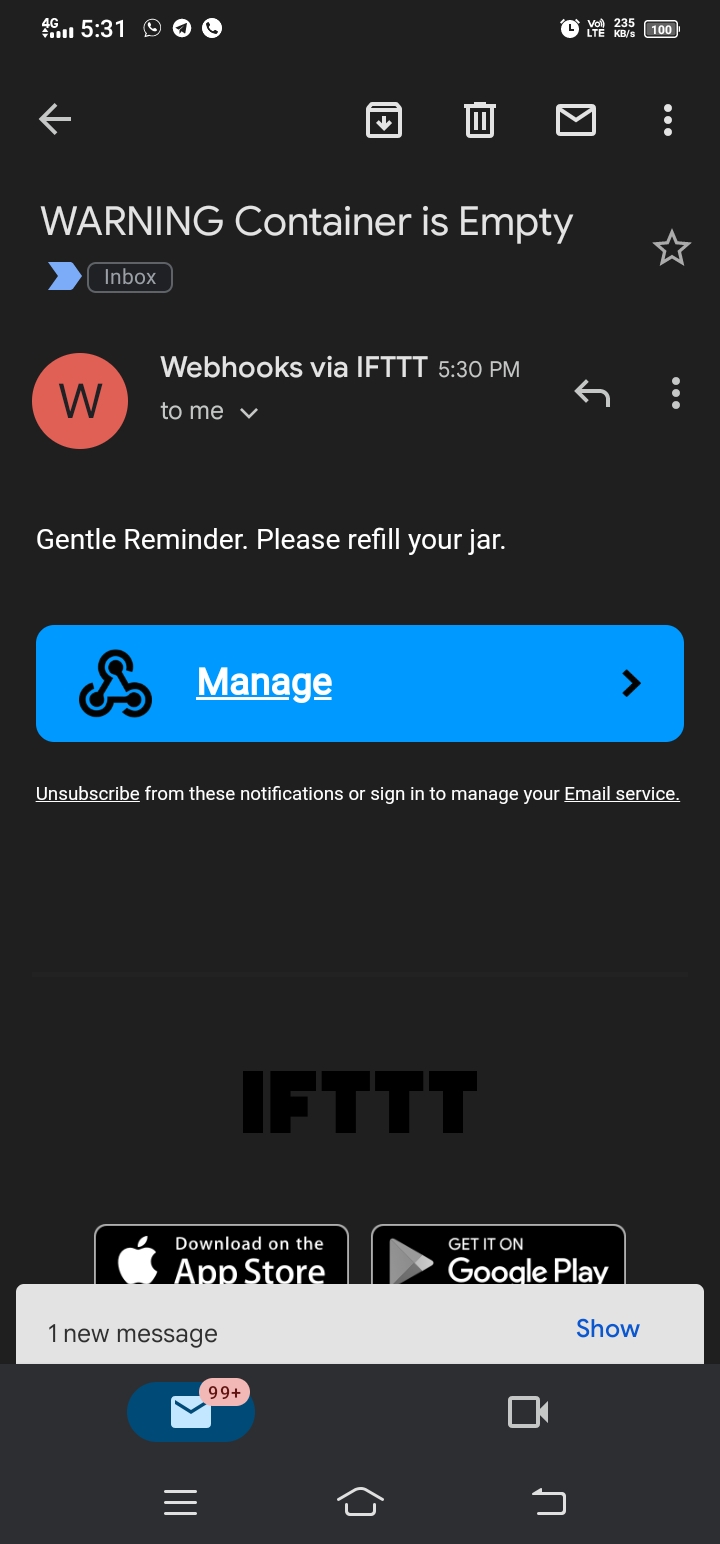 4G 5:31 Vo) LTE 235 KB/s 100
WARNING Container is Empty
Inbox
W
Webhooks via IFTTT 5:30 PM
to me
Gentle Reminder. Please refill your jar.
Manage
Unsubscribe from these notifications or sign in to manage your Email service.
IFTTT
Download on the
App Store
GET IT ON
Google Play
1 new message
Show
99+